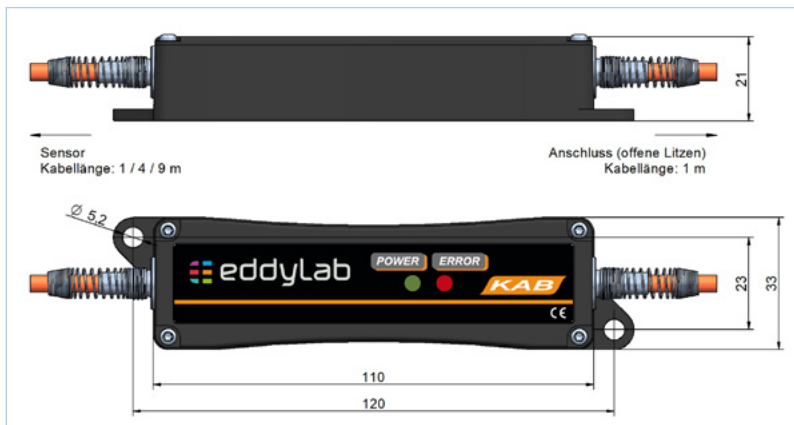 21
Sensor
Kabellänge: 1 / 4 / 9 m
Anschluss (offene Litzen)
Kabellänge: 1 m
Ø 5,2
eddylab
POWER ERROR
KAB
CE
23
33
110
120